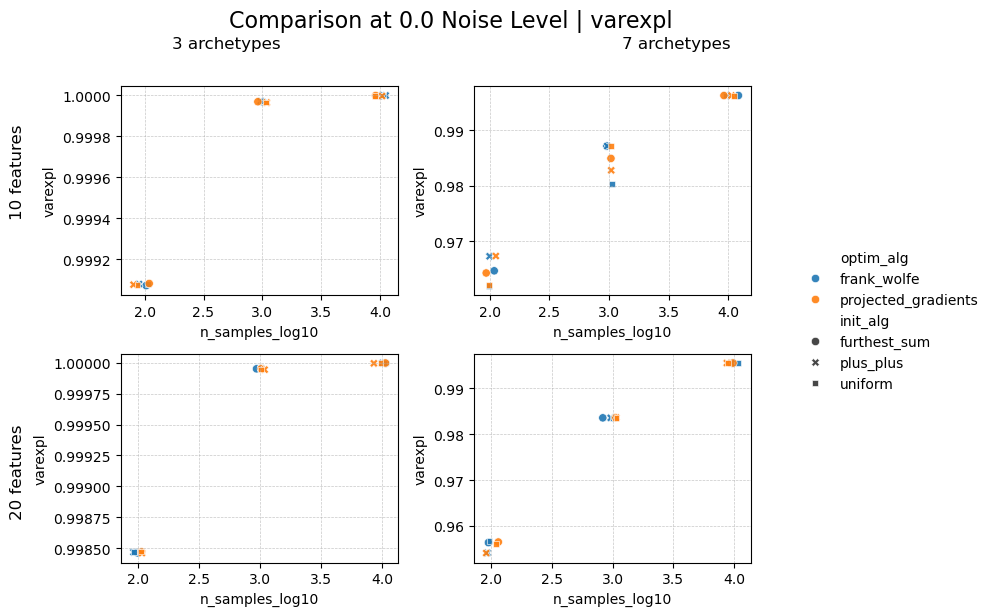 Comparison at 0.0 Noise Level | varexpl
3 archetypes
7 archetypes
10 features
varexpl
1.0000
0.9998
0.9996
0.9994
0.9992
2.0
2.5
3.0
3.5
4.0
n_samples_log10
varexpl
0.99
0.98
0.97
2.0
2.5
3.0
3.5
4.0
n_samples_log10
20 features
varexpl
1.00000
0.99975
0.99950
0.99925
0.99900
0.99875
0.99850
2.0
2.5
3.0
3.5
4.0
n_samples_log10
varexpl
0.99
0.98
0.97
0.96
2.0
2.5
3.0
3.5
4.0
n_samples_log10
optim_alg
frank_wolfe
projected_gradients
init_alg
furthest_sum
plus_plus
uniform